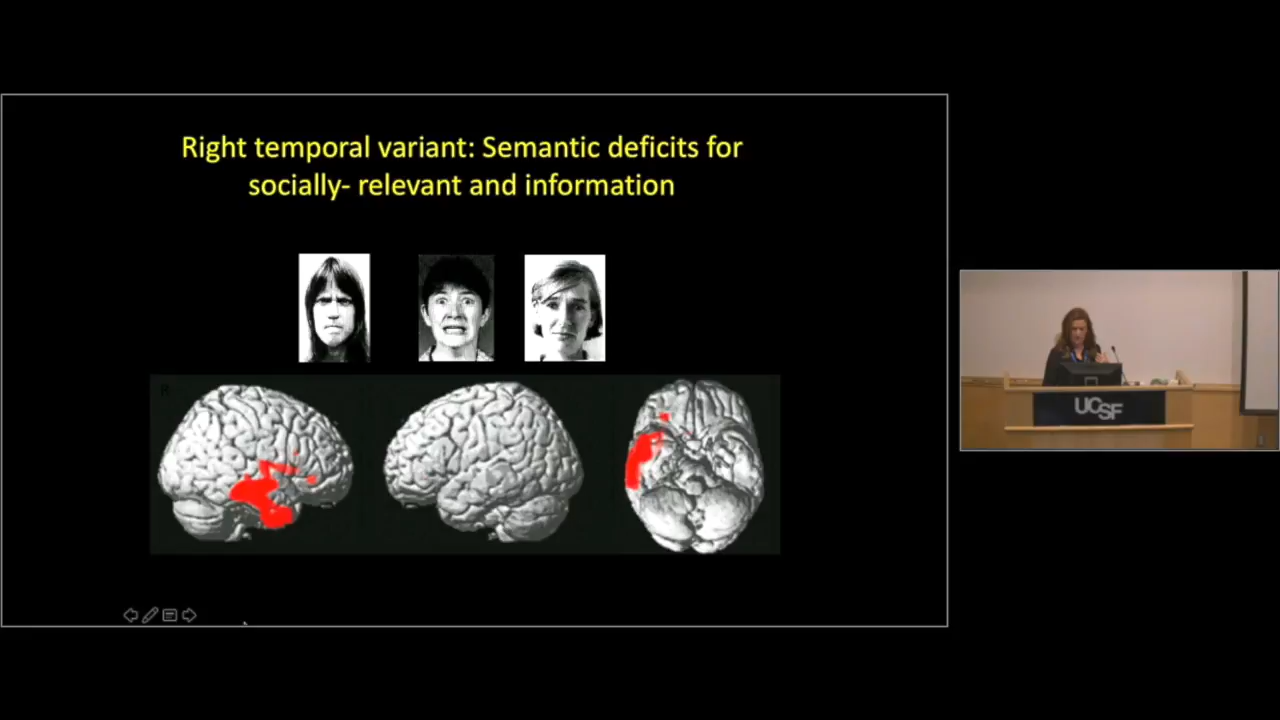 Right temporal variant: Semantic deficits for
socially- relevant and information
R
UCSF